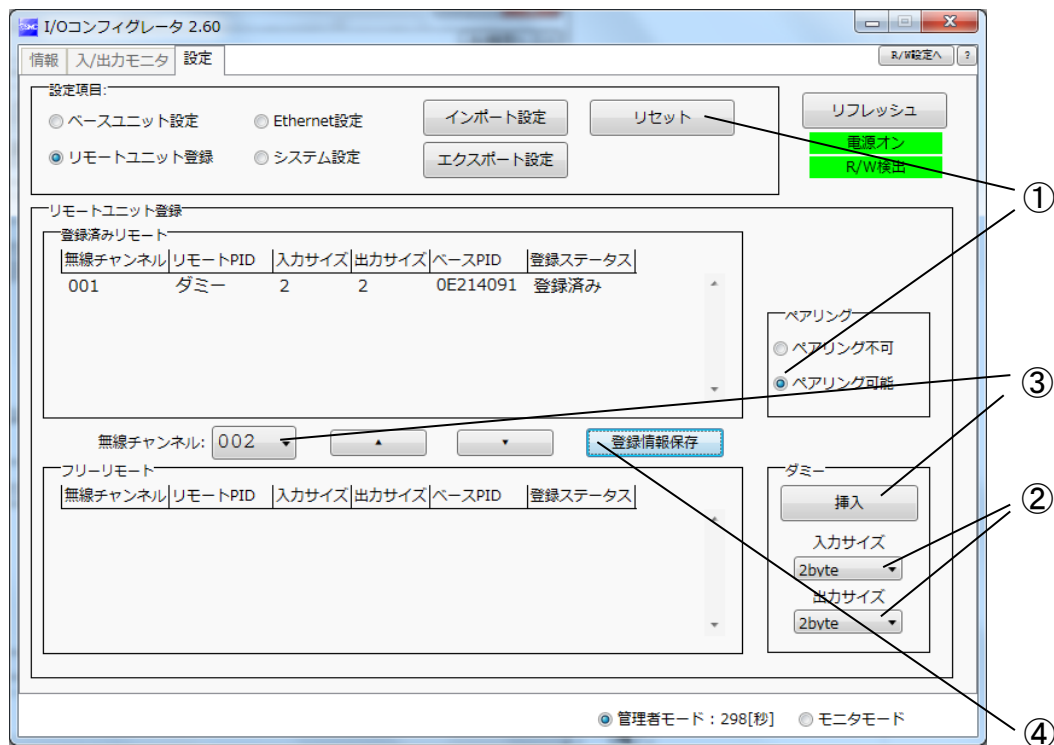 I/Oコンフィグレータ 2.60
情報 入/出力モニタ 設定 R/W設定へ ?
設定項目:
ベースユニット設定 Ethernet設定 インポート設定 リセット リフレッシュ
電源オン
リモートユニット登録 システム設定 エクスポート設定 R/W検出
①
リモートユニット登録
登録済みリモート
無線チャンネル リモートPID 入力サイズ 出力サイズ ベースPID 登録ステータス
001 ダミー 2 2 0E214091 登録済み
ペアリング
ペアリング不可
ペアリング可能
③
無線チャンネル: 002 ▲ ▼ 登録情報保存
フリーリモート
無線チャンネル リモートPID 入力サイズ 出力サイズ ベースPID 登録ステータス
ダミー
挿入
②
入力サイズ
2byte
出力サイズ
2byte
管理者モード : 298[秒] モニタモード
④